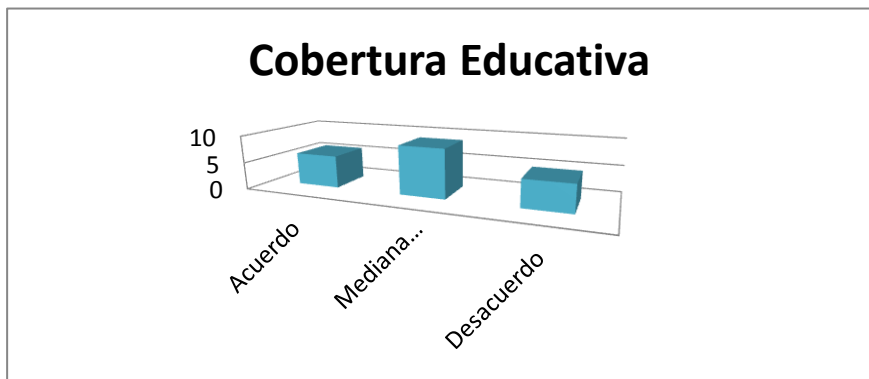 Cobertura Educativa
10
5
0
Acuerdo
Mediana...
Desacuerdo